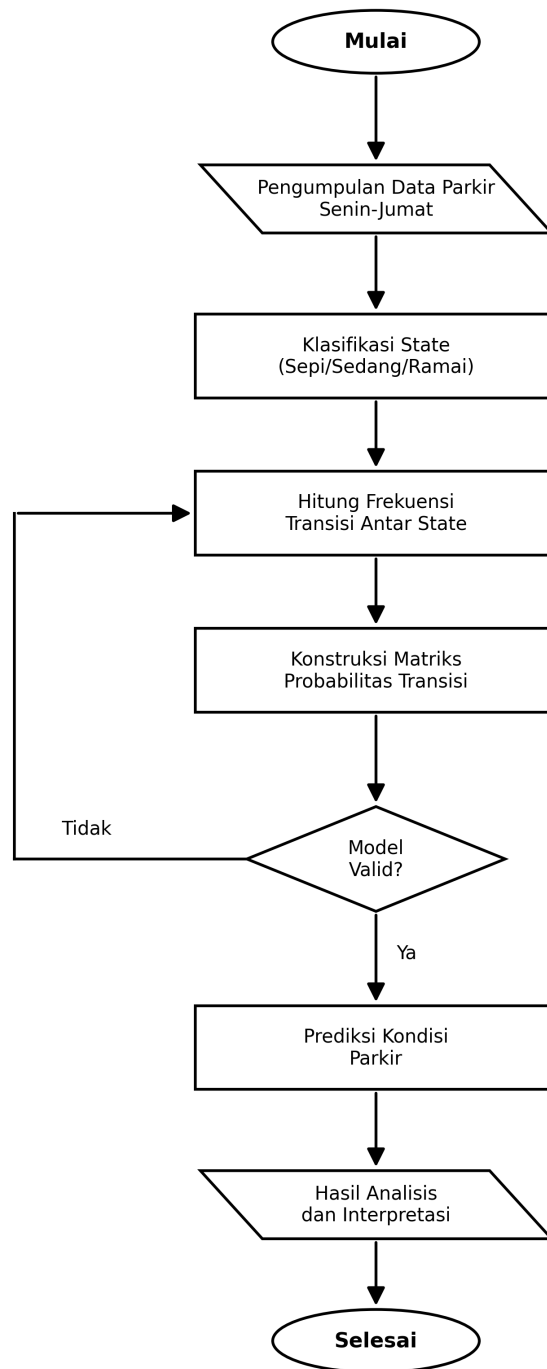 Mulai
Pengumpulan Data Parkir
Senin-Jumat
Klasifikasi State
(Sepi/Sedang/Ramai)
Hitung Frekuensi
Transisi Antar State
Konstruksi Matriks
Probabilitas Transisi
Tidak
Model
Valid?
Ya
Prediksi Kondisi
Parkir
Hasil Analisis
dan Interpretasi
Selesai